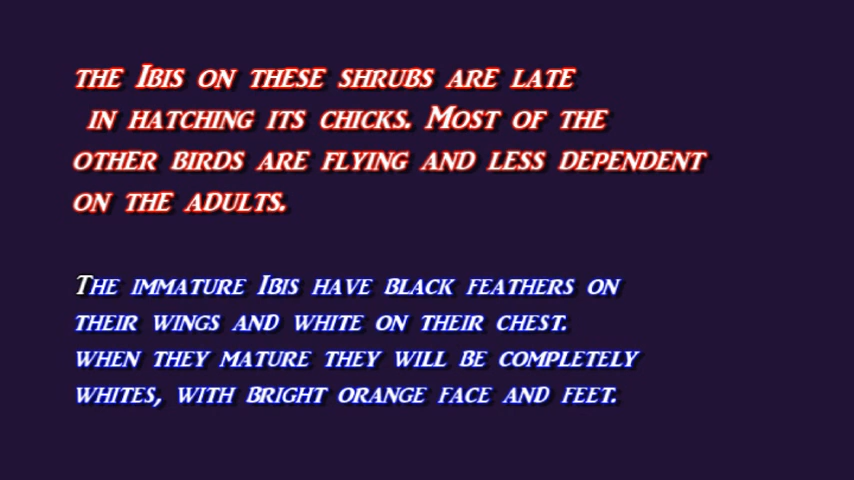 the Ibis on these shrubs are late
in hatching its chicks. Most of the
other birds are flying and less dependent
on the adults.
The immature Ibis have black feathers on
their wings and white on their chest.
when they mature they will be completely
whites, with bright orange face and feet.